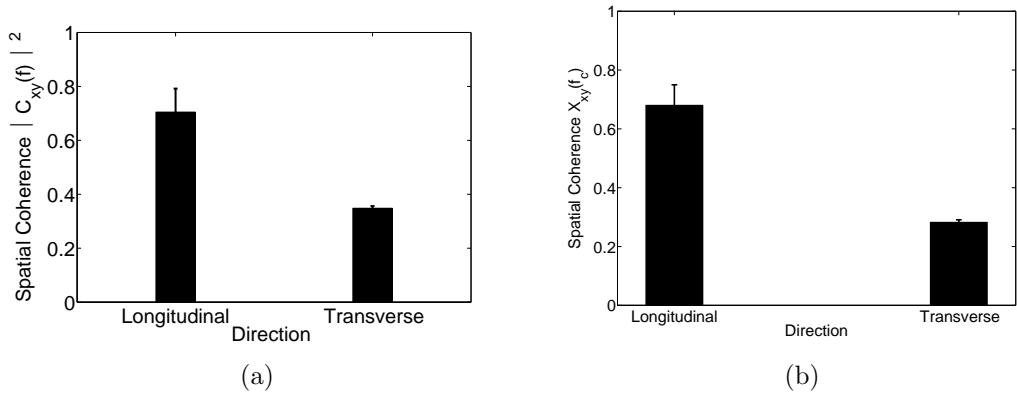 1
0.8
0.6
0.4
0.2
0
Spatial Coherence | C_xy(f) | ²
Longitudinal Transverse
Direction
(a)
1
0.8
0.6
0.4
0.2
0
Spatial Coherence X_xy(f_c)
Longitudinal Transverse
Direction
(b)